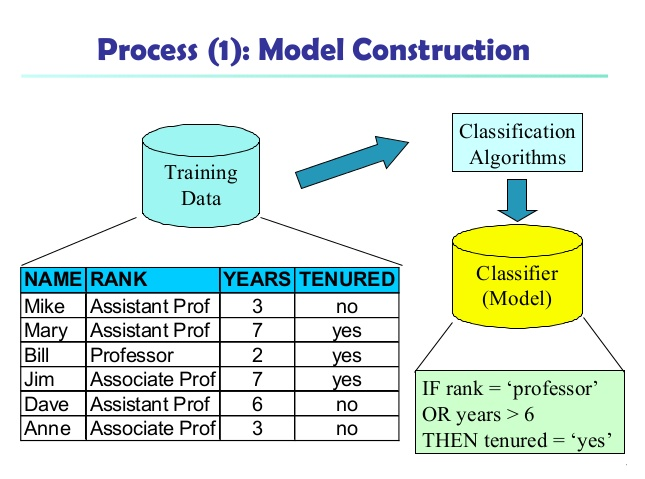 Process (1): Model Construction
Training
Data
Classification
Algorithms
Classifier
(Model)
NAME RANK YEARS TENURED
Mike Assistant Prof 3 no
Mary Assistant Prof 7 yes
Bill Professor 2 yes
Jim Associate Prof 7 yes
Dave Assistant Prof 6 no
Anne Associate Prof 3 no
IF rank = ‘professor’
OR years > 6
THEN tenured = ‘yes’